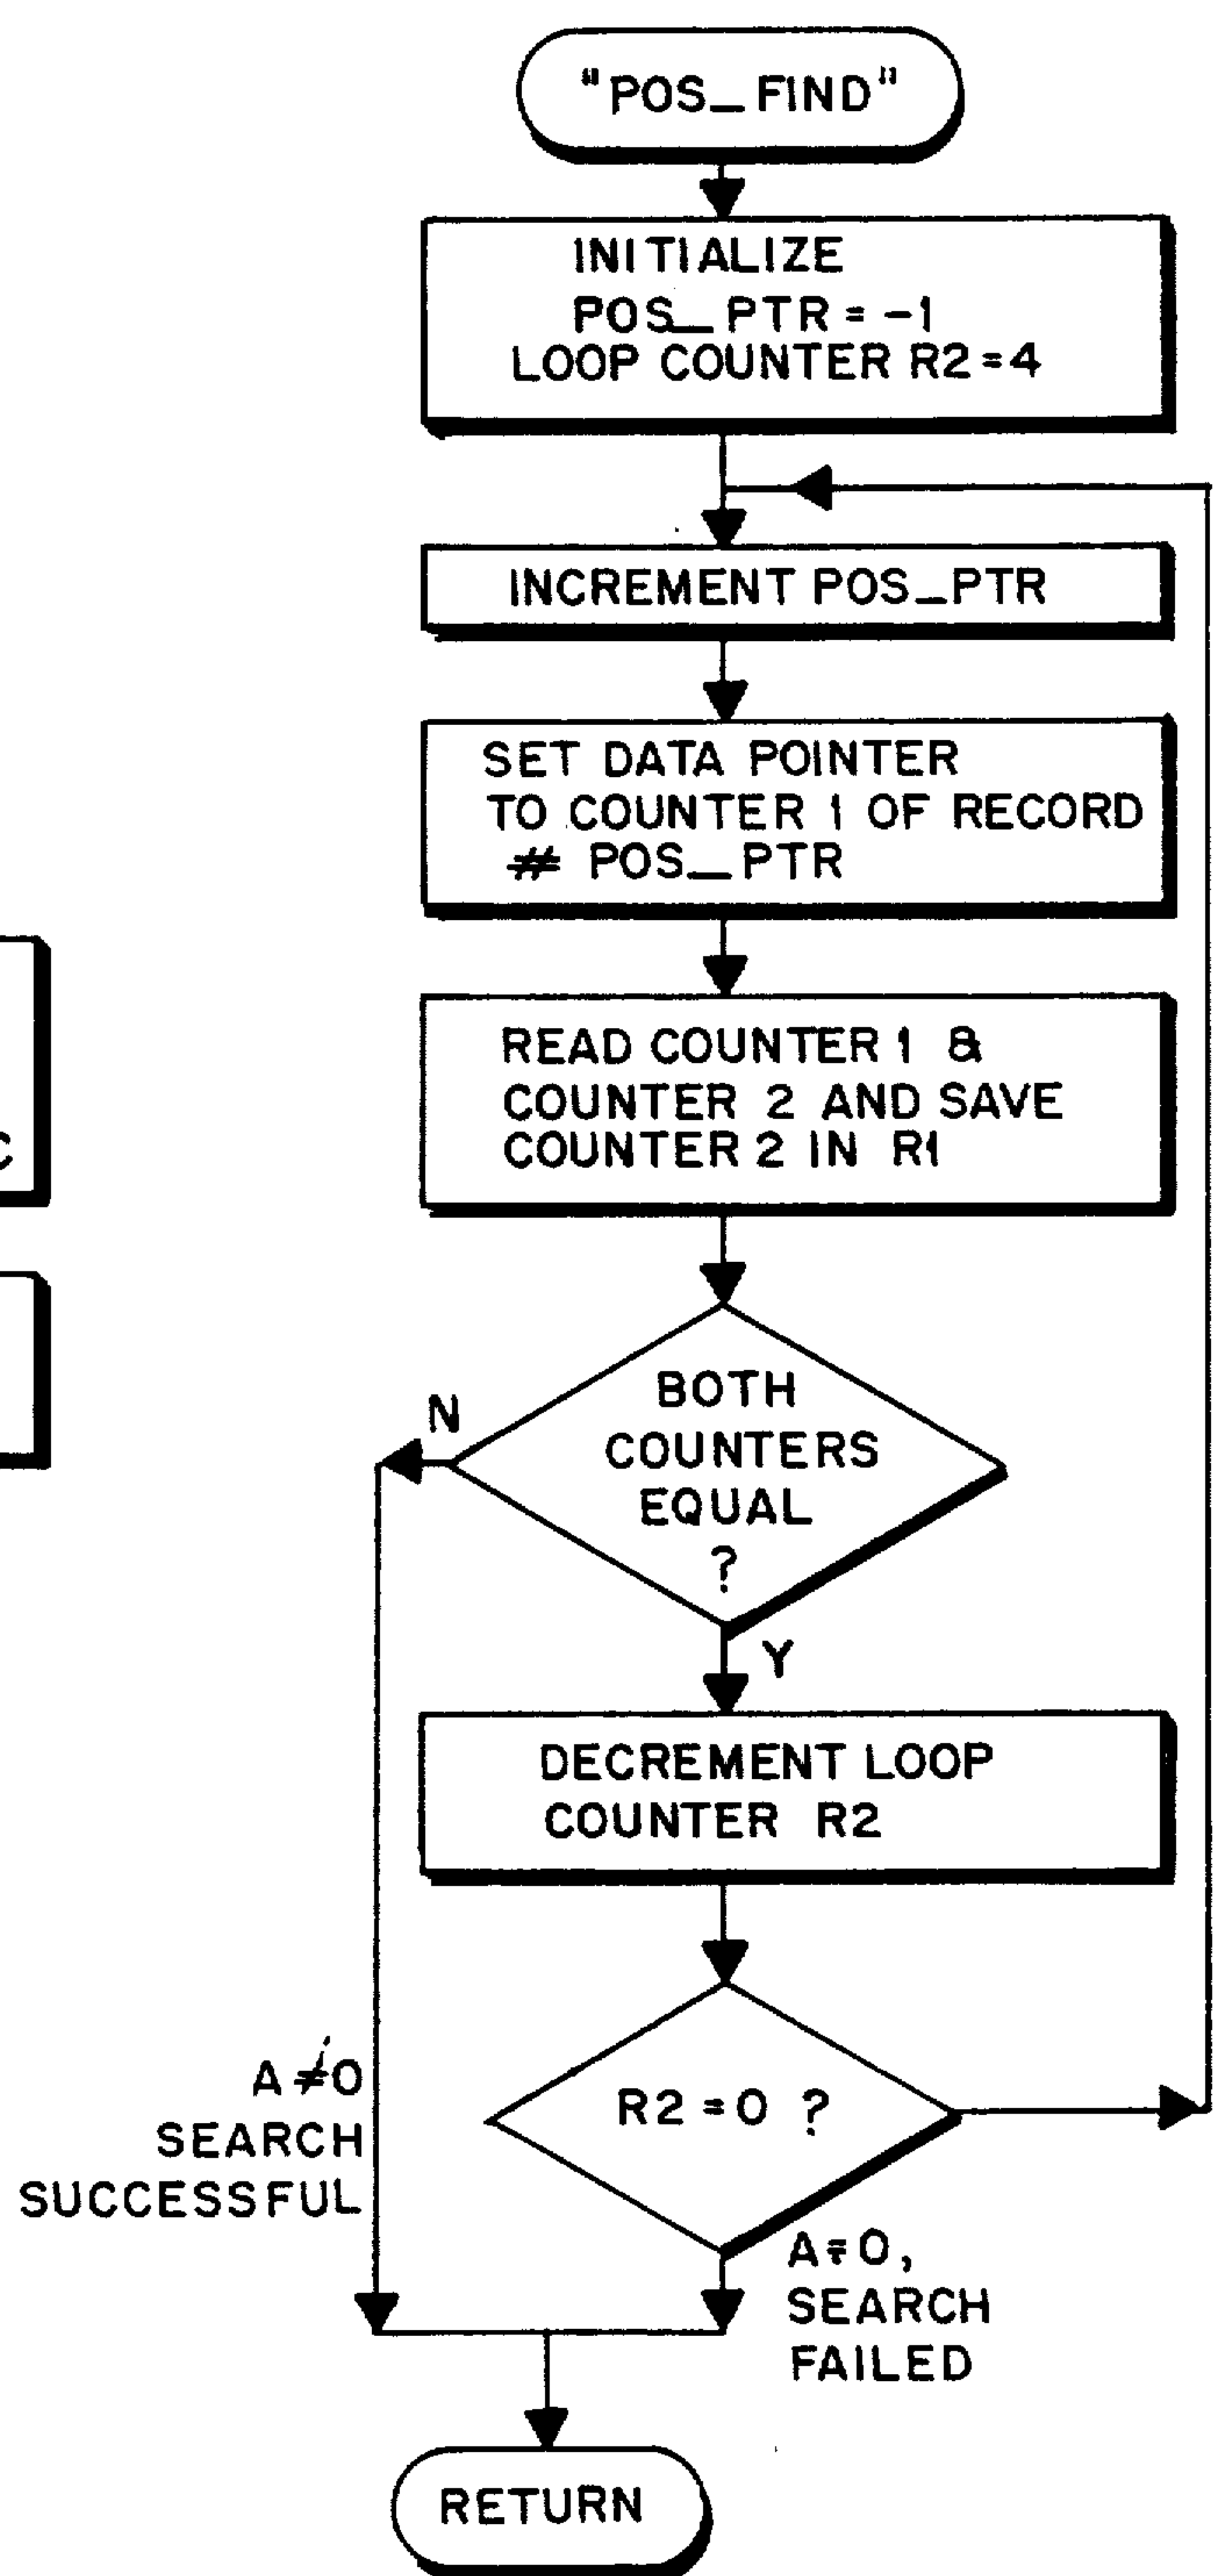 "POS_FIND"
INITIALIZE
POS_PTR = -1
LOOP COUNTER R2=4
INCREMENT POS_PTR
SET DATA POINTER
TO COUNTER 1 OF RECORD
# POS_PTR
READ COUNTER 1 &
COUNTER 2 AND SAVE
COUNTER 2 IN R1
C
N
BOTH
COUNTERS
EQUAL
?
Y
DECREMENT LOOP
COUNTER R2
A≠0
SEARCH
SUCCESSFUL
R2=0 ?
A=0,
SEARCH
FAILED
RETURN